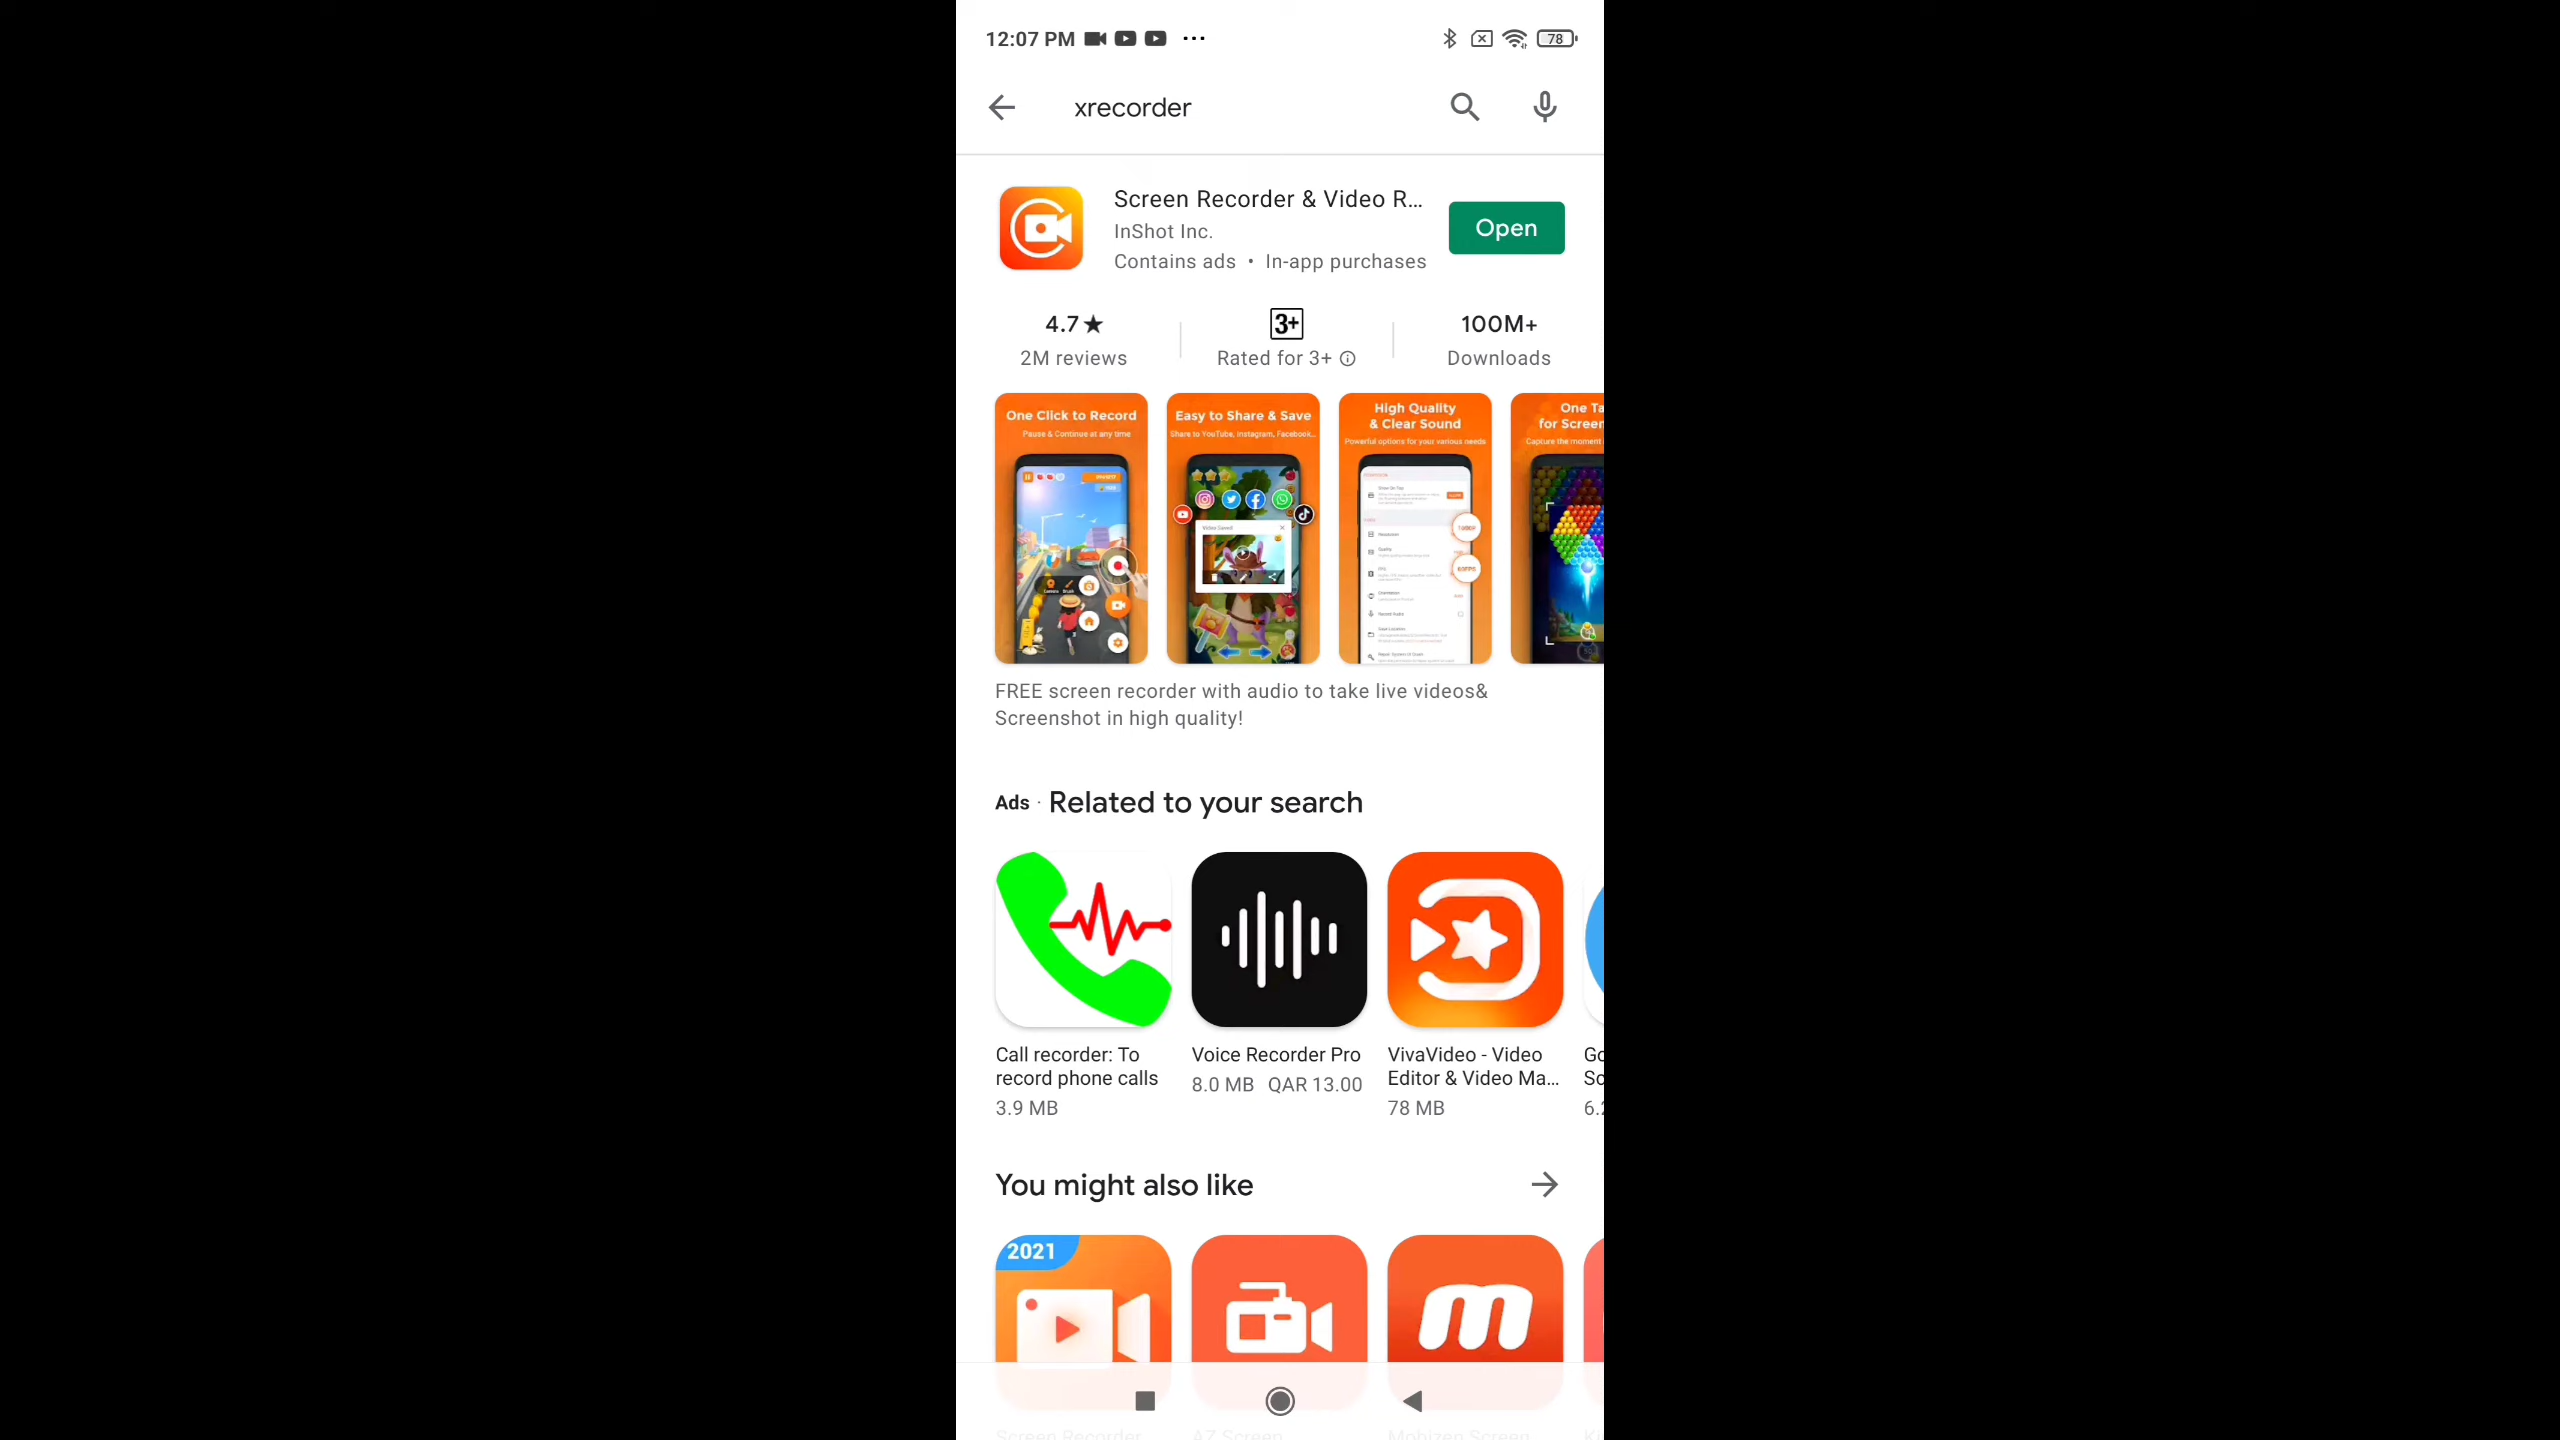 12:07 PM
78
xrecorder
Screen Recorder & Video R...
InShot Inc.
Contains ads • In-app purchases
Open
4.7★
2M reviews
3+
Rated for 3+
100M+
Downloads
One Click to Record
Pause & Continue at any time
Easy to Share & Save
Share to YouTube, Instagram, Facebook...
High Quality
& Clear Sound
Powerful options for your various needs
One Ta
for Screen
Capture the moment
FREE screen recorder with audio to take live videos&
Screenshot in high quality!
Ads · Related to your search
Call recorder: To
record phone calls
3.9 MB
Voice Recorder Pro
8.0 MB QAR 13.00
VivaVideo - Video
Editor & Video Ma...
78 MB
Go
Sc
6.2
You might also like
2021
Screen Recorder
AZ Screen
Mobizen Screen